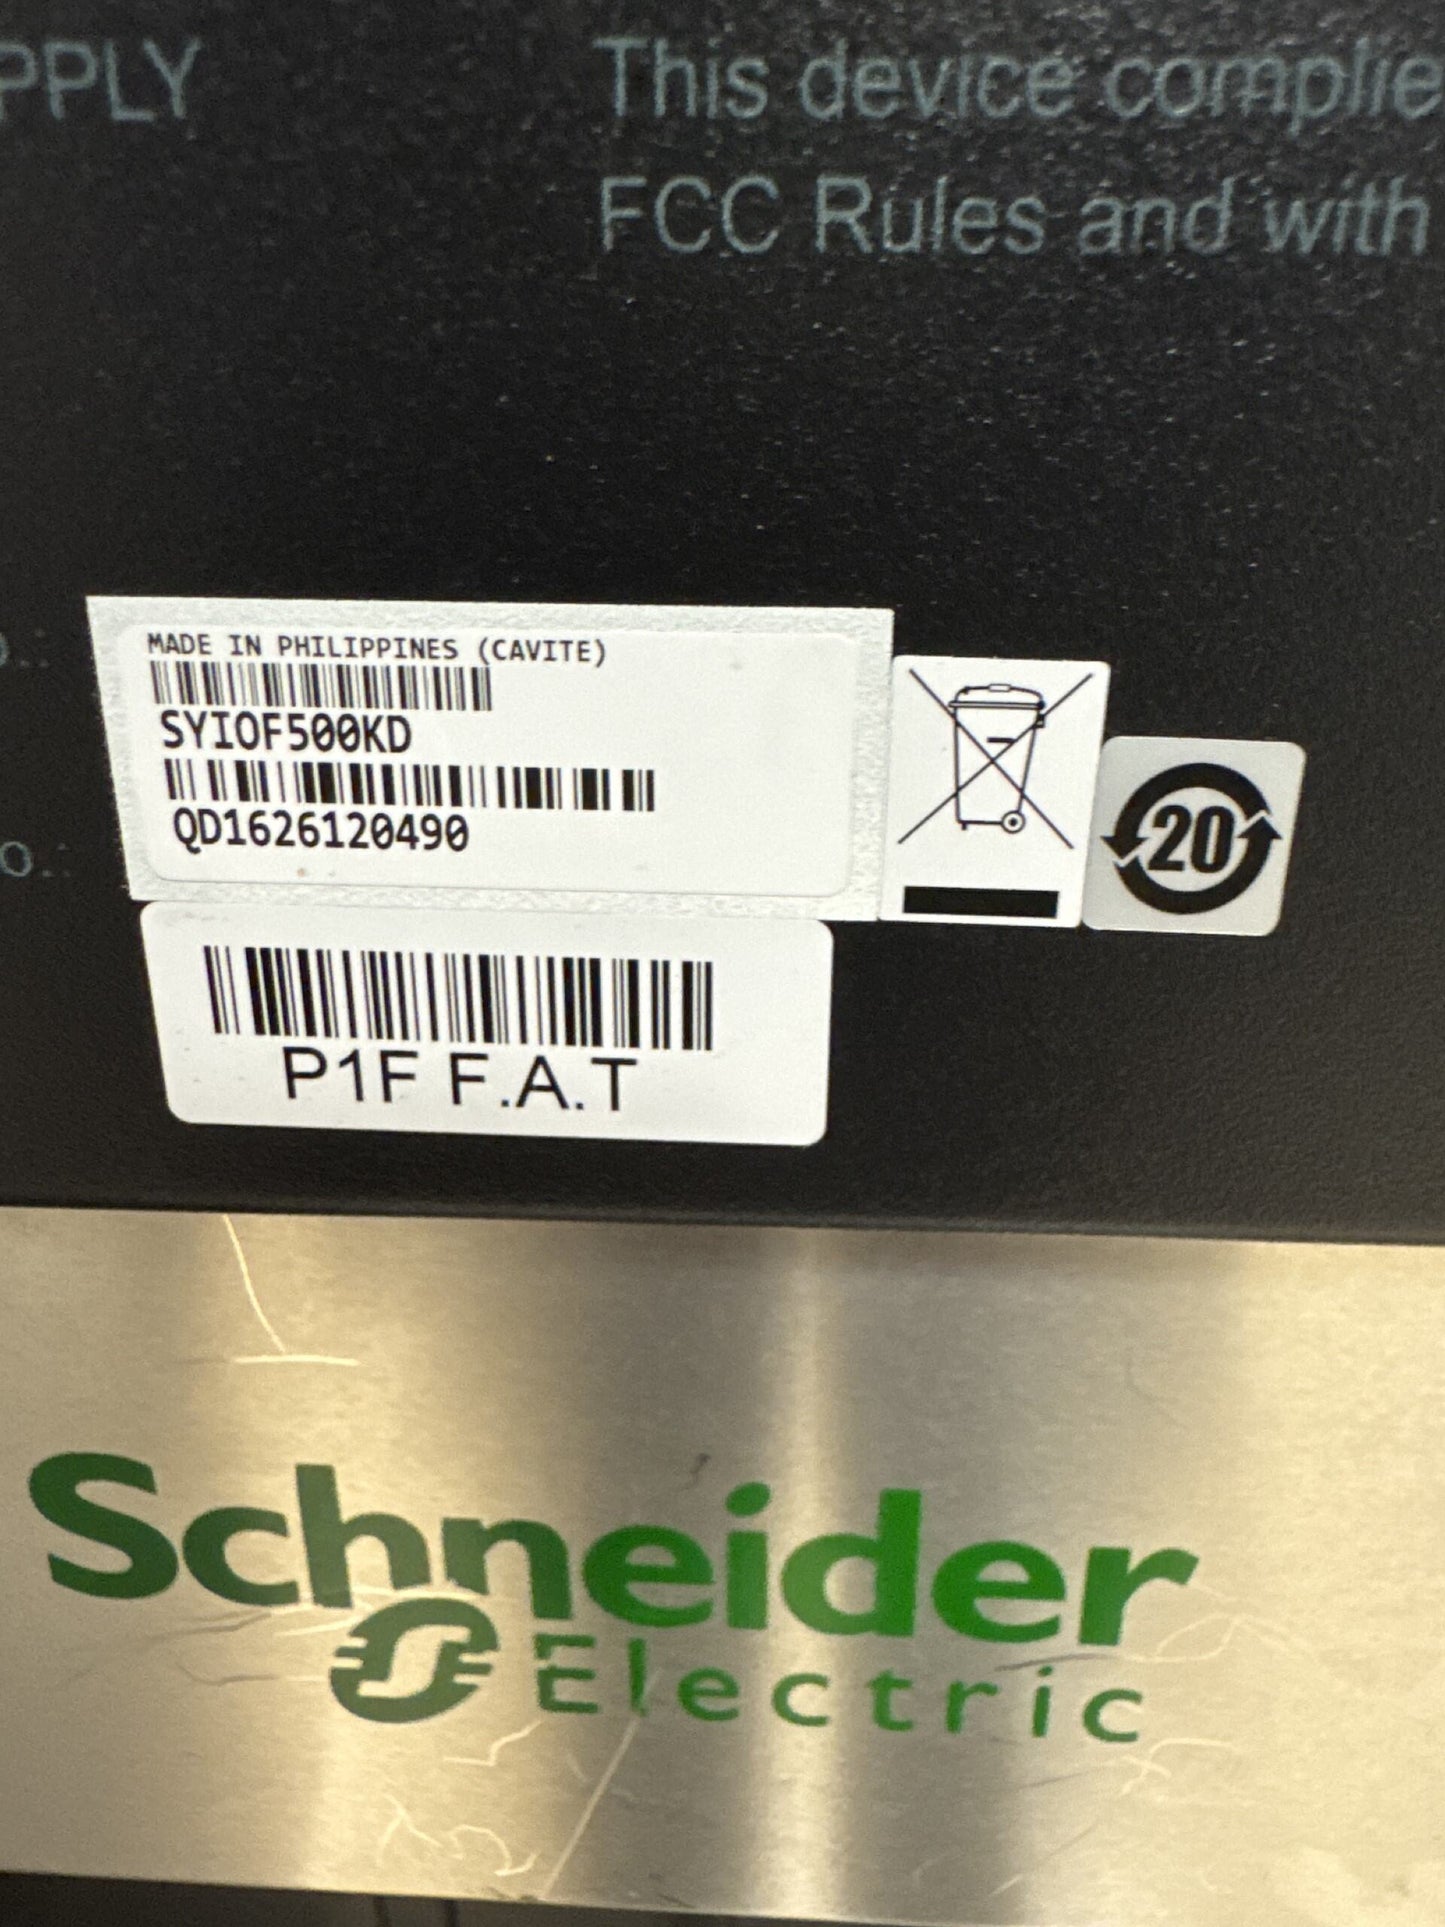 PPLY
This device complie
FCC Rules and with
MADE IN PHILIPPINES (CAVITE)
SYIOF500KD
QD1626120490
20
P1F F.A.T
Schneider
Electric